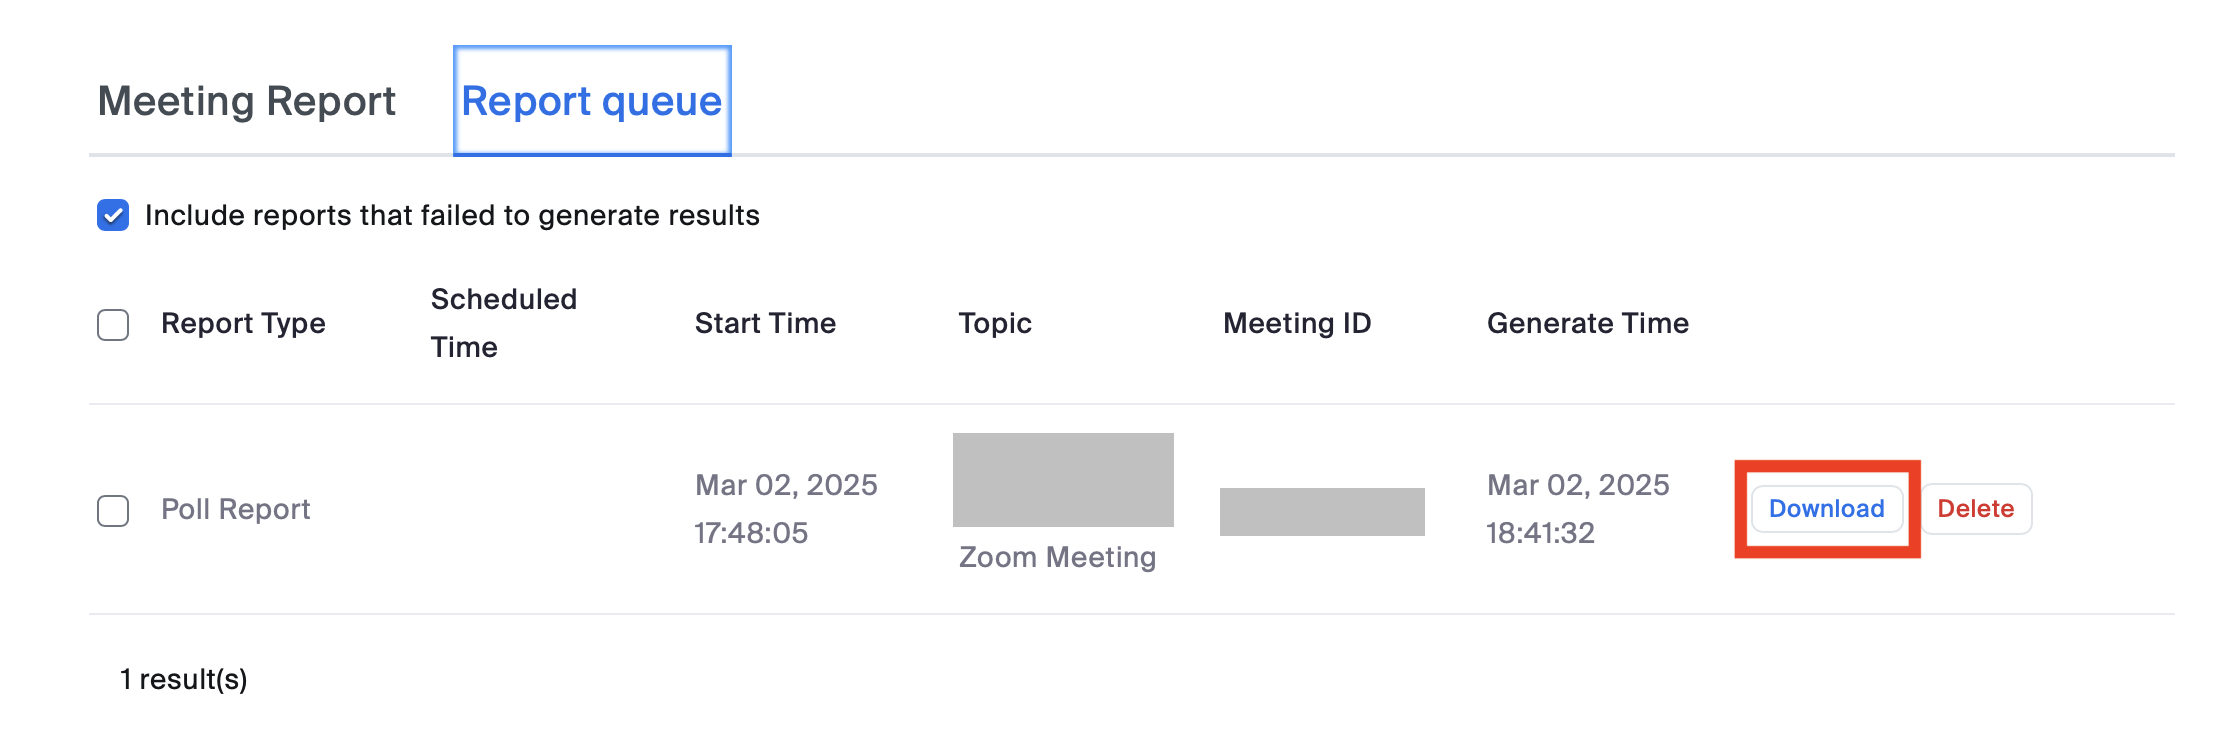 Meeting Report Report queue
Include reports that failed to generate results
Report Type Scheduled Time Start Time Topic Meeting ID Generate Time
Poll Report Mar 02, 2025 17:48:05 Zoom Meeting Mar 02, 2025 18:41:32 Download Delete
1 result(s)